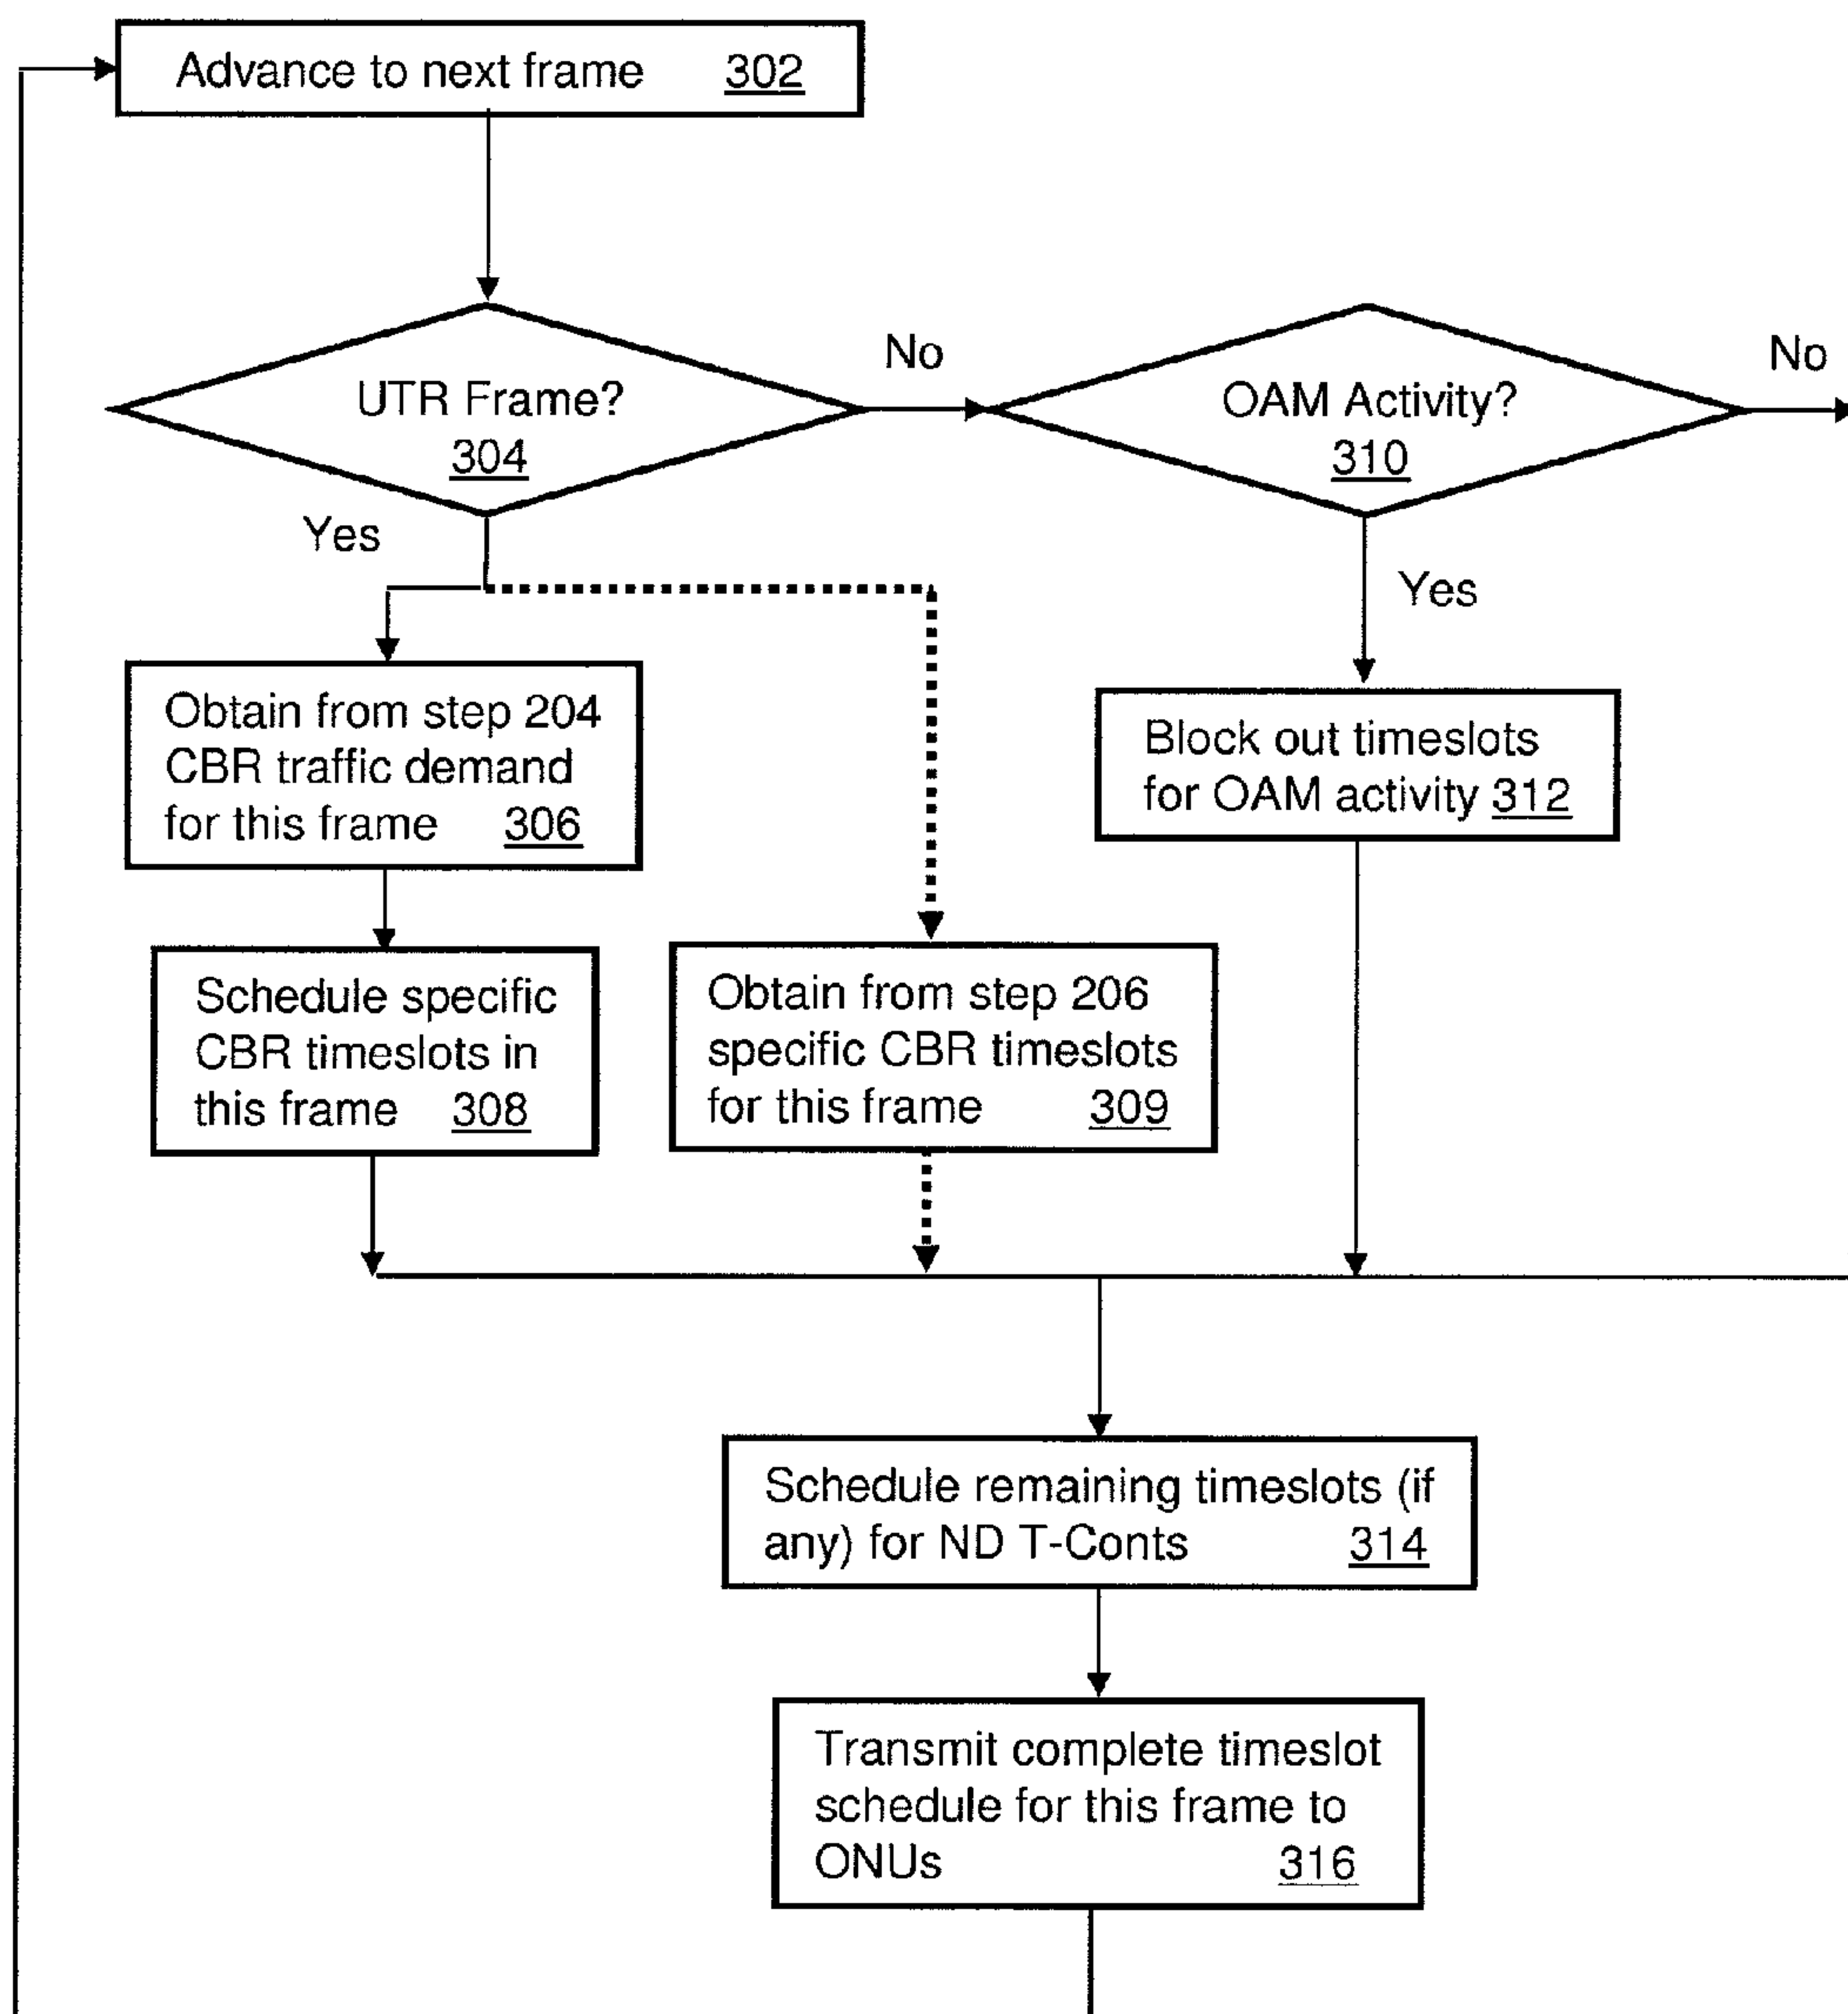 Advance to next frame 302
UTR Frame?
304
No
OAM Activity?
310
No
Yes
Yes
Obtain from step 204
CBR traffic demand
for this frame 306
Block out timeslots
for OAM activity 312
Schedule specific
CBR timeslots in
this frame 308
Obtain from step 206
specific CBR timeslots
for this frame 309
Schedule remaining timeslots (if
any) for ND T-Conts 314
Transmit complete timeslot
schedule for this frame to
ONUs 316